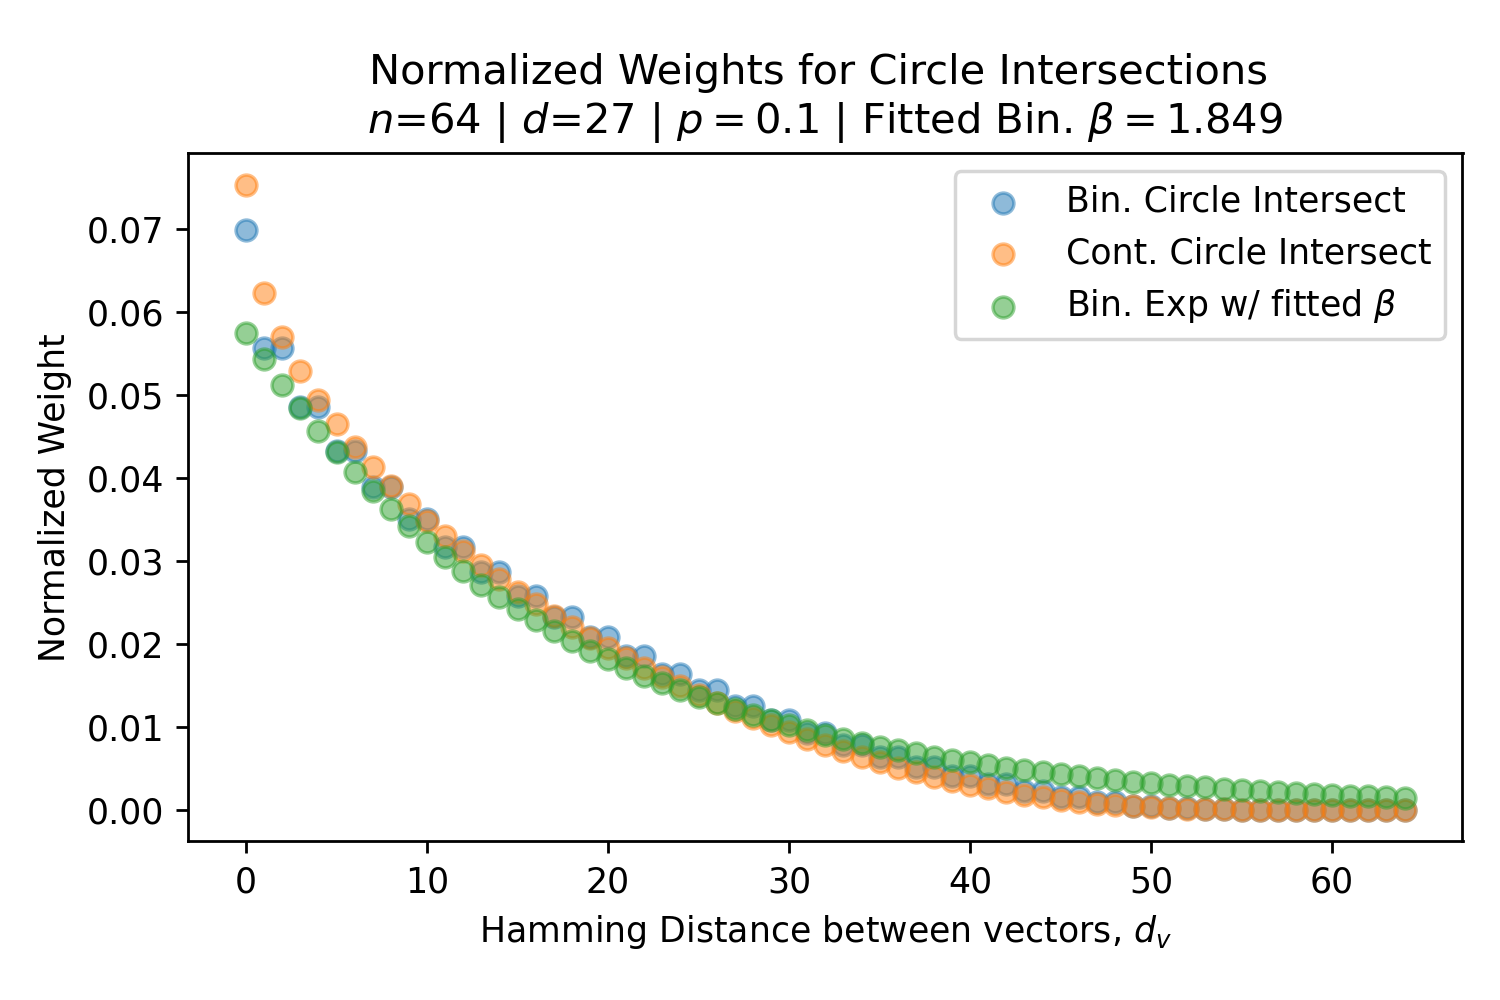 Normalized Weights for Circle Intersections
n=64 | d=27 | p = 0.1 | Fitted Bin. β = 1.849
Bin. Circle Intersect
Cont. Circle Intersect
Bin. Exp w/ fitted β
Normalized Weight
0.07
0.06
0.05
0.04
0.03
0.02
0.01
0.00
0 10 20 30 40 50 60
Hamming Distance between vectors, d_v